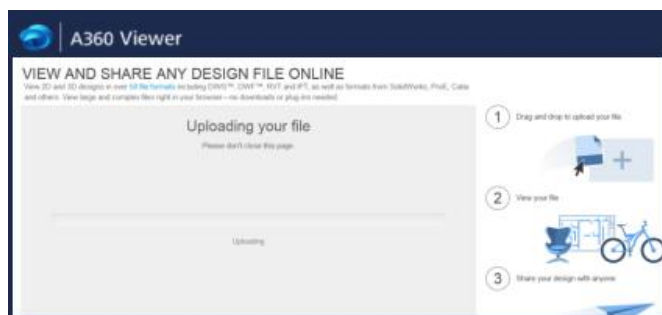 A360 Viewer
VIEW AND SHARE ANY DESIGN FILE ONLINE
View 2D and 3D designs in over 50 file formats including DWG™, DWF™, RVT and IPT, as well as formats from SolidWorks, ProE, Catia
and others. View large and complex files right in your browser—no downloads or plug-ins needed.
Uploading your file
Please don't close this page.
Uploading
1 Drag and drop to upload your file
2 View your file
3 Share your design with anyone